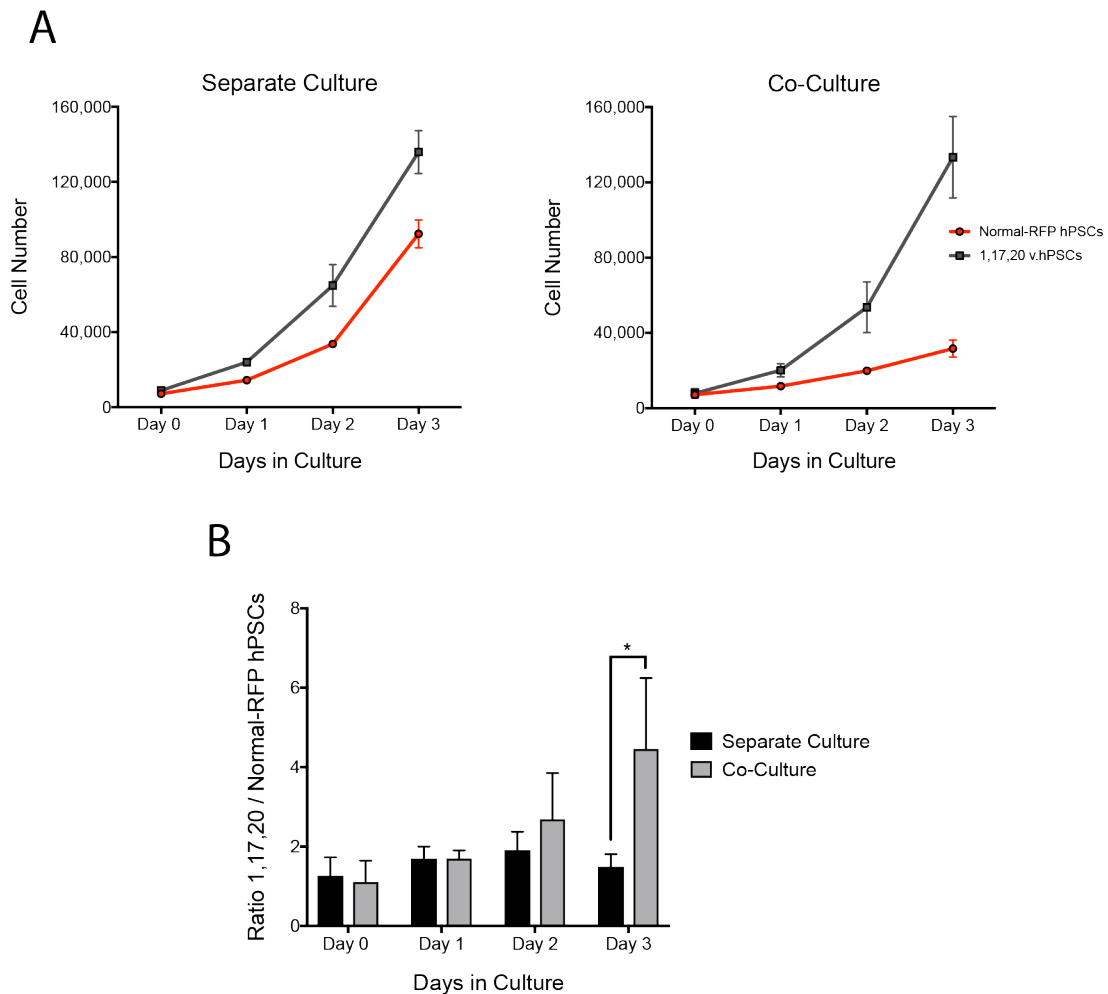 A
Separate Culture
160,000
120,000
80,000
40,000
0
Cell Number
Day 0 Day 1 Day 2 Day 3
Days in Culture
Co-Culture
160,000
120,000
80,000
40,000
0
Cell Number
Day 0 Day 1 Day 2 Day 3
Days in Culture
Normal-RFP hPSCs
1,17,20 v.hPSCs
B
Ratio 1,17,20 / Normal-RFP hPSCs
8
6
4
2
0
*
Day 0 Day 1 Day 2 Day 3
Days in Culture
Separate Culture
Co-Culture